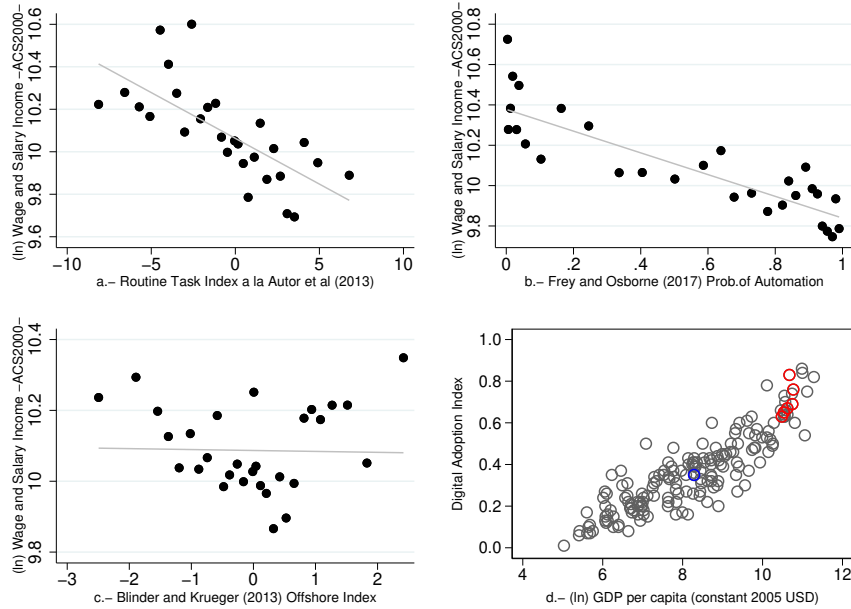 (ln) Wage and Salary Income −ACS2000−
9.6 9.8 10 10.2 10.4 10.6
−10 −5 0 5 10
a.− Routine Task Index a la Autor et al (2013)
(ln) Wage and Salary Income −ACS2000−
9.8 10 10.2 10.4 10.6 10.8
0 .2 .4 .6 .8 1
b.− Frey and Osborne (2017) Prob.of Automation
(ln) Wage and Salary Income −ACS2000−
9.8 10 10.2 10.4
−3 −2 −1 0 1 2
c.− Blinder and Krueger (2013) Offshore Index
Digital Adoption Index
0.0 0.2 0.4 0.6 0.8 1.0
4 6 8 10 12
d.− (ln) GDP per capita (constant 2005 USD)